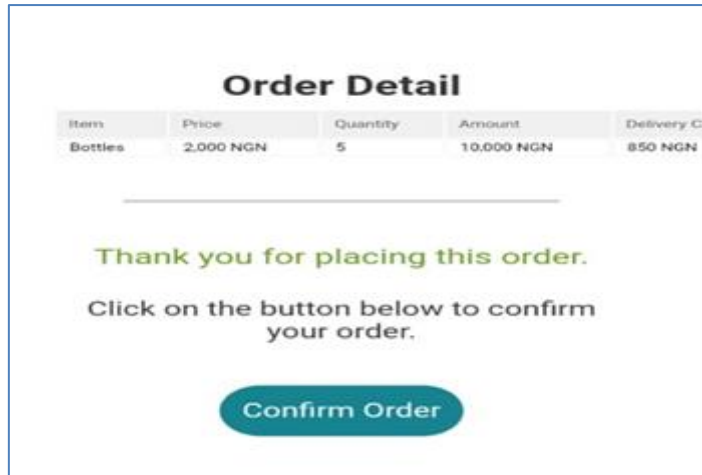 Order Detail
Item Price Quantity Amount Delivery C
Bottles 2,000 NGN 5 10,000 NGN 850 NGN
Thank you for placing this order.
Click on the button below to confirm
your order.
Confirm Order